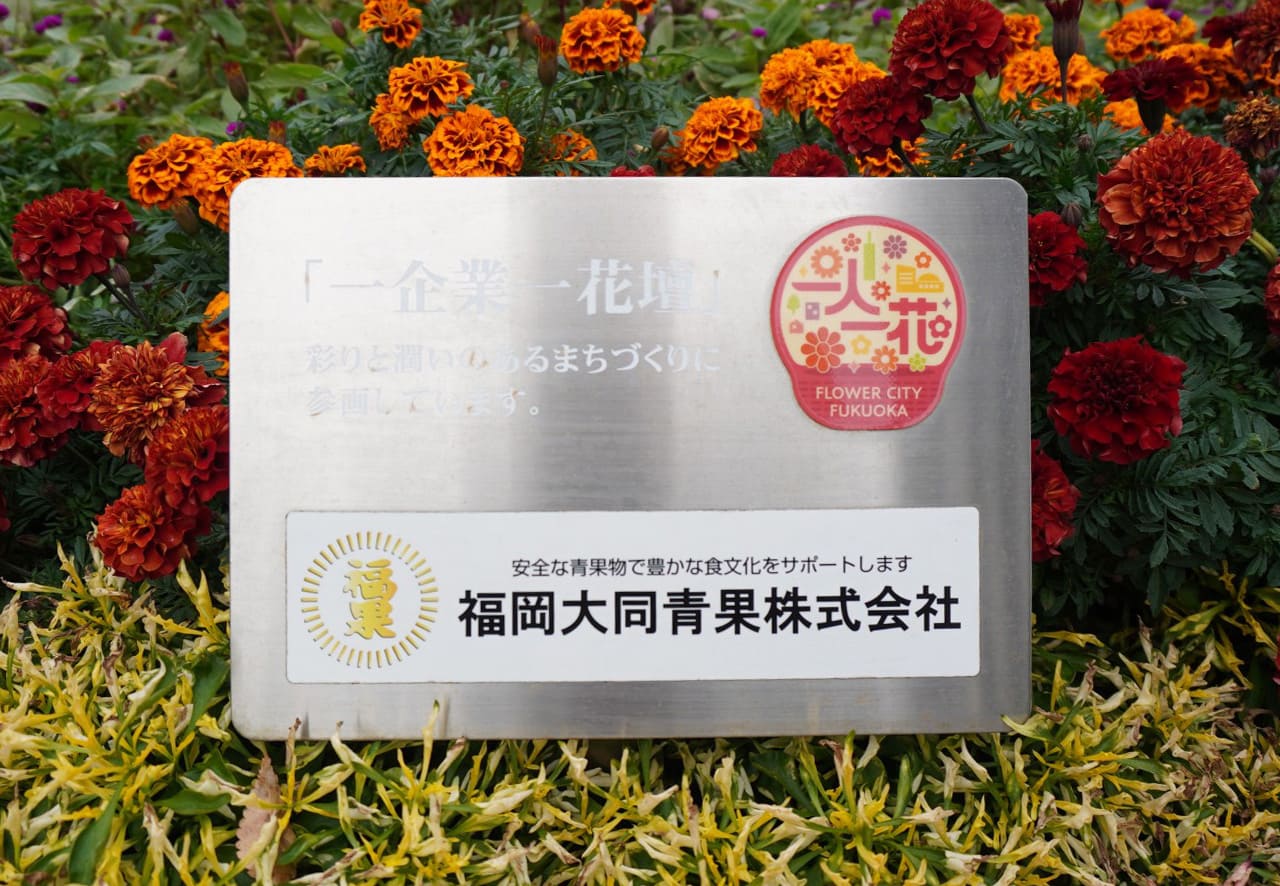 「一企業一花壇」
彩りと潤いのあるまちづくりに
参画しています。
一人一花
FLOWER CITY
FUKUOKA
福果
安全な青果物で豊かな食文化をサポートします
福岡大同青果株式会社